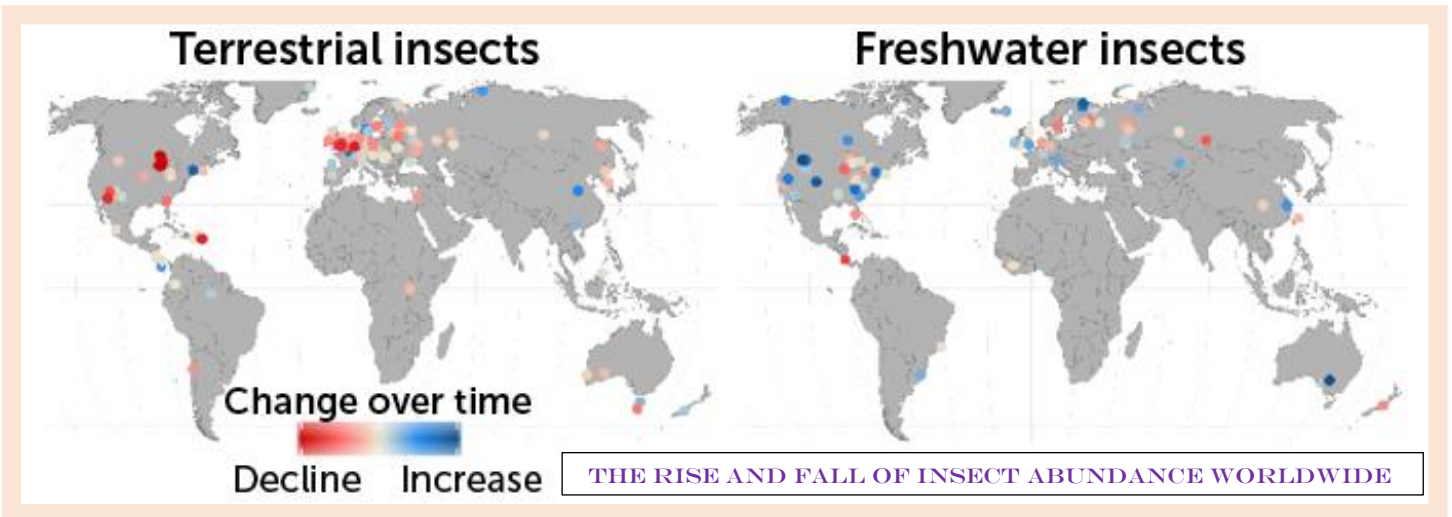 Terrestrial insects
Freshwater insects
Change over time
Decline
Increase
THE RISE AND FALL OF INSECT ABUNDANCE WORLDWIDE